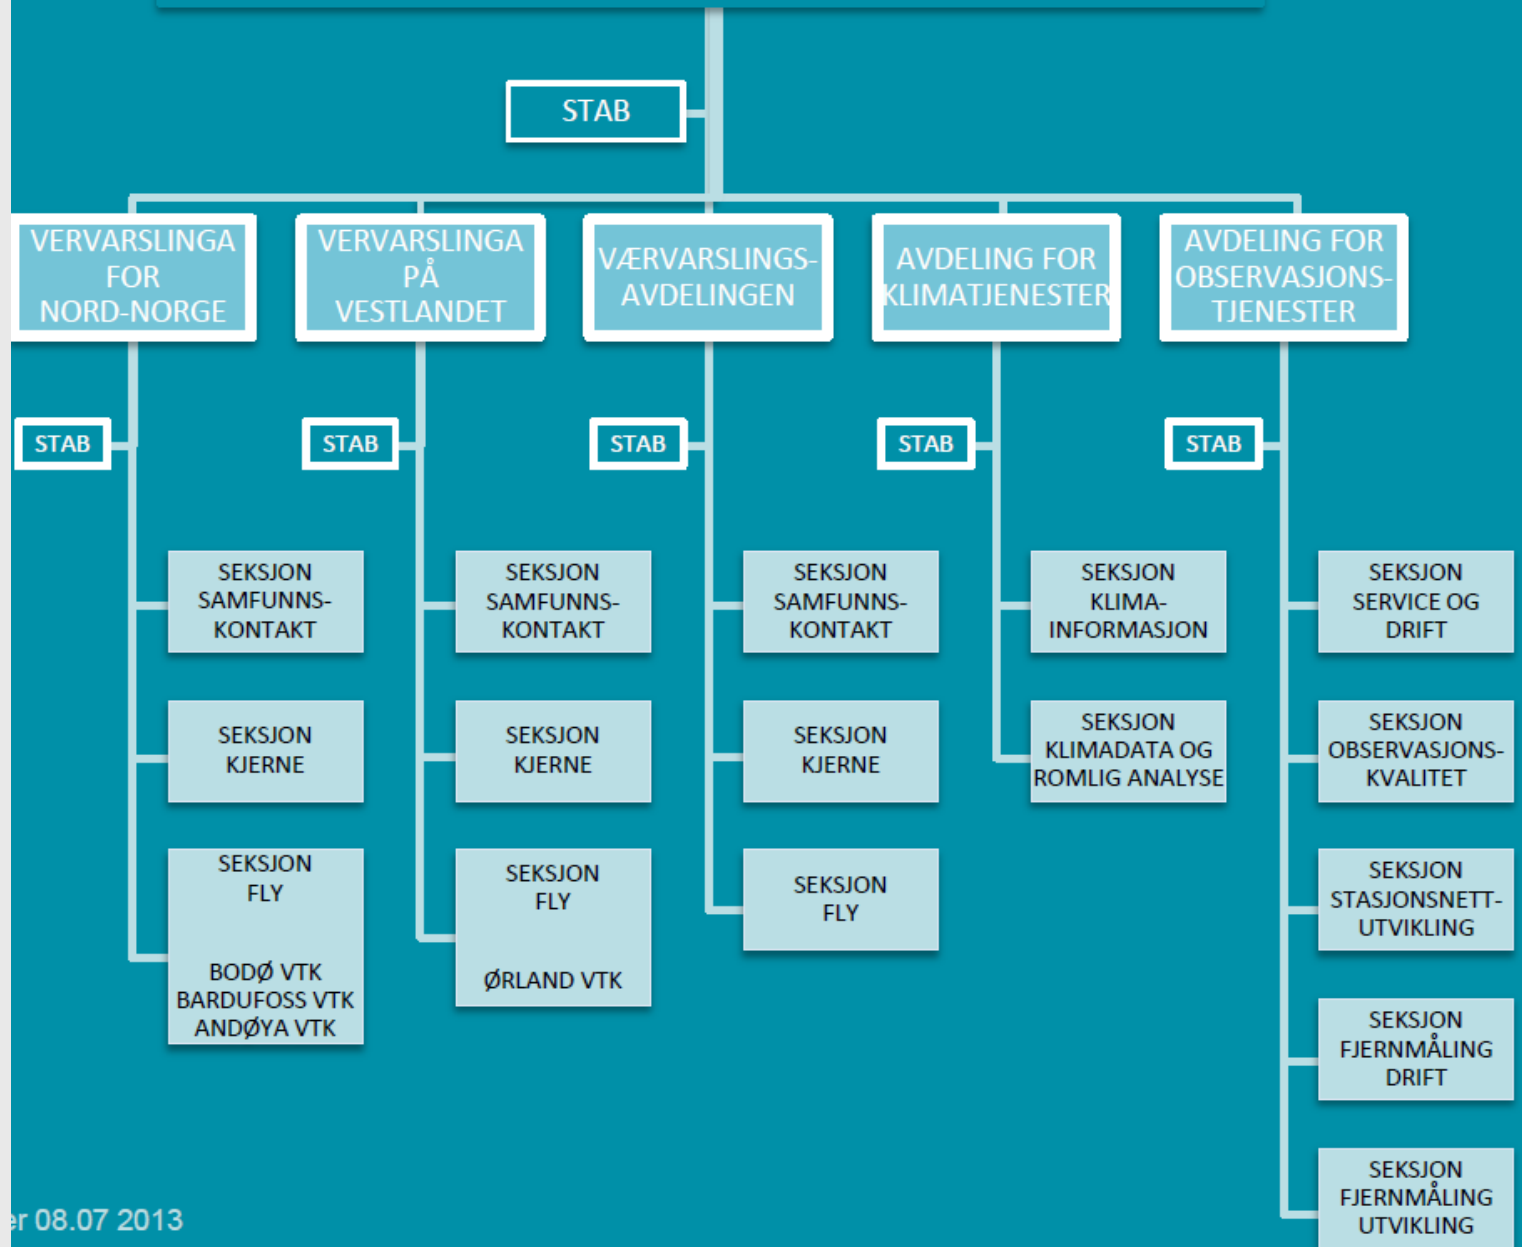 STAB
VERVARSLINGA
FOR
NORD-NORGE
VERVARSLINGA
PÅ
VESTLANDET
VÆRVARSLINGS-
AVDELINGEN
AVDELING FOR
KLIMATJENESTER
AVDELING FOR
OBSERVASJONS-
TJENESTER
STAB
STAB
STAB
STAB
STAB
SEKSJON
SAMFUNNS-
KONTAKT
SEKSJON
SAMFUNNS-
KONTAKT
SEKSJON
SAMFUNNS-
KONTAKT
SEKSJON
KLIMA-
INFORMASJON
SEKSJON
SERVICE OG
DRIFT
SEKSJON
KJERNE
SEKSJON
KJERNE
SEKSJON
KJERNE
SEKSJON
KLIMADATA OG
ROMLIG ANALYSE
SEKSJON
OBSERVASJONS-
KVALITET
SEKSJON
FLY
BODØ VTK
BARDUFOSS VTK
ANDØYA VTK
SEKSJON
FLY
ØRLAND VTK
SEKSJON
FLY
SEKSJON
STASJONSNETT-
UTVIKLING
SEKSJON
FJERNMÅLING
DRIFT
SEKSJON
FJERNMÅLING
UTVIKLING
08.07 2013